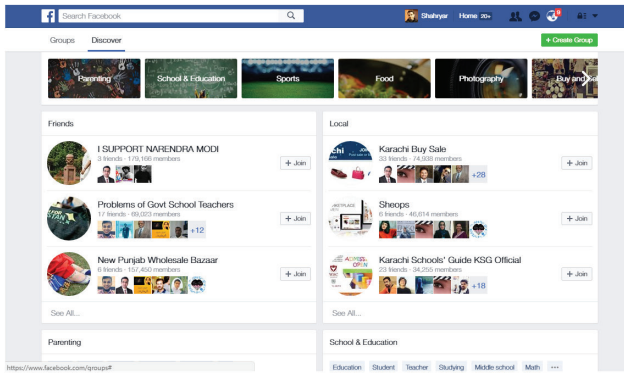 Search Facebook
Shahryar
Home 20+
9
Groups
Discover
+ Create Group
Parenting
School & Education
Sports
Food
Photography
Buy and Sell
Friends
I SUPPORT NARENDRA MODI
3 friends · 179,166 members
+ Join
Problems of Govt School Teachers
17 friends · 69,023 members
+12
+ Join
New Punjab Wholesale Bazaar
6 friends · 157,450 members
+ Join
See All...
Local
Karachi Buy Sale
33 friends · 74,938 members
+28
+ Join
Sheops
6 friends · 46,614 members
+ Join
Karachi Schools' Guide KSG Official
23 friends · 34,255 members
+18
+ Join
See All...
Parenting
School & Education
Education Student Teacher Studying Middle school Math ...
https://www.facebook.com/groups#